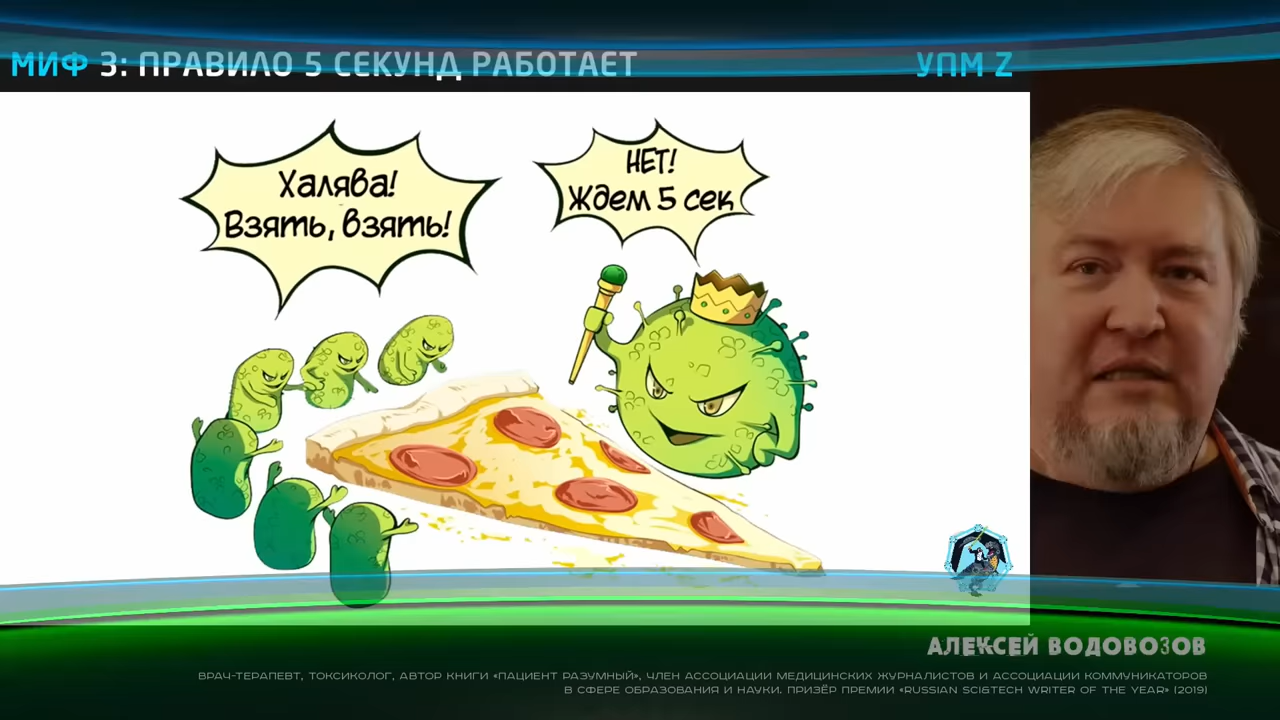 МИФ 3: ПРАВИЛО 5 СЕКУНД РАБОТАЕТ
УПМ Z
Халява!
Взять, взять!
НЕТ!
Ждем 5 сек
АЛЕКСЕЙ ВОДОВОЗОВ
ВРАЧ-ТЕРАПЕВТ, ТОКСИКОЛОГ, АВТОР КНИГИ «ПАЦИЕНТ РАЗУМНЫЙ», ЧЛЕН АССОЦИАЦИИ МЕДИЦИНСКИХ ЖУРНАЛИСТОВ И АССОЦИАЦИИ КОММУНИКАТОРОВ
В СФЕРЕ ОБРАЗОВАНИЯ И НАУКИ. ПРИЗЁР ПРЕМИИ «RUSSIAN SCI&TECH WRITER OF THE YEAR» (2019)